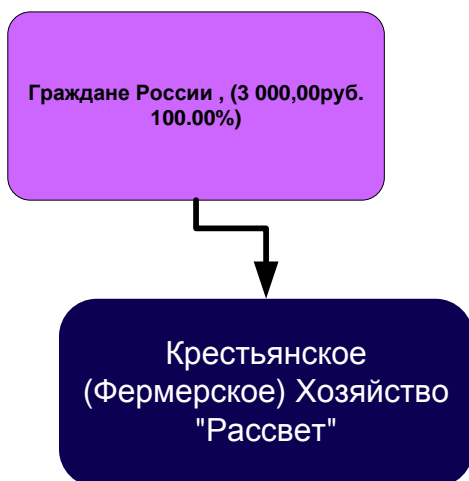 Граждане России , (3 000,00руб.
100.00%)
Крестьянское
(Фермерское) Хозяйство
"Рассвет"